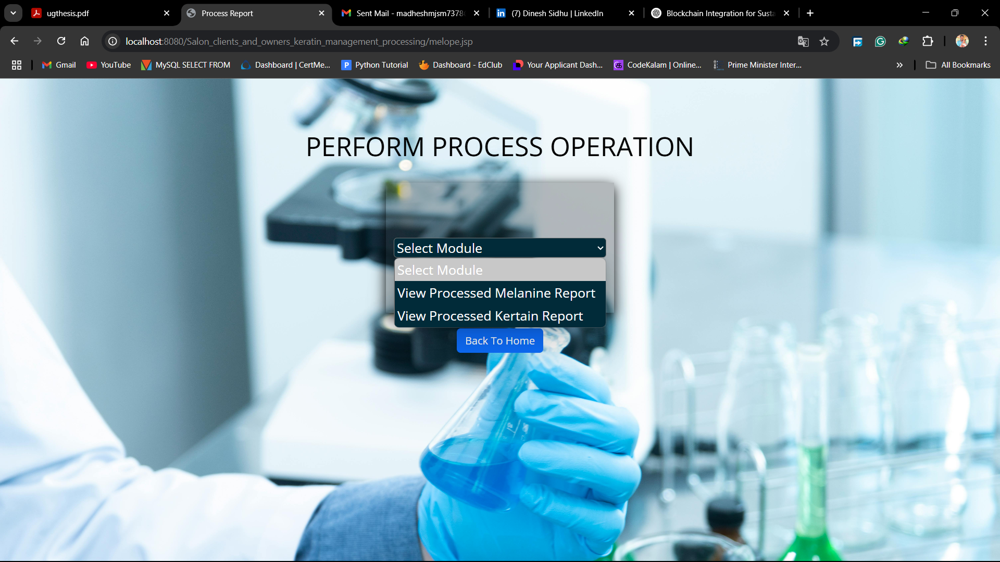 ugthesis.pdf
Process Report
Sent Mail - madheshmjsm7378
(7) Dinesh Sidhu | LinkedIn
Blockchain Integration for Susta
localhost:8080/Salon_clients_and_owners_keratin_management_processing/melope.jsp
Gmail
YouTube
MySQL SELECT FROM
Dashboard | CertMe...
Python Tutorial
Dashboard - EdClub
Your Applicant Dash...
CodeKalam | Online...
Prime Minister Inter...
All Bookmarks
PERFORM PROCESS OPERATION
Select Module
Select Module
View Processed Melanine Report
View Processed Kertain Report
Back To Home